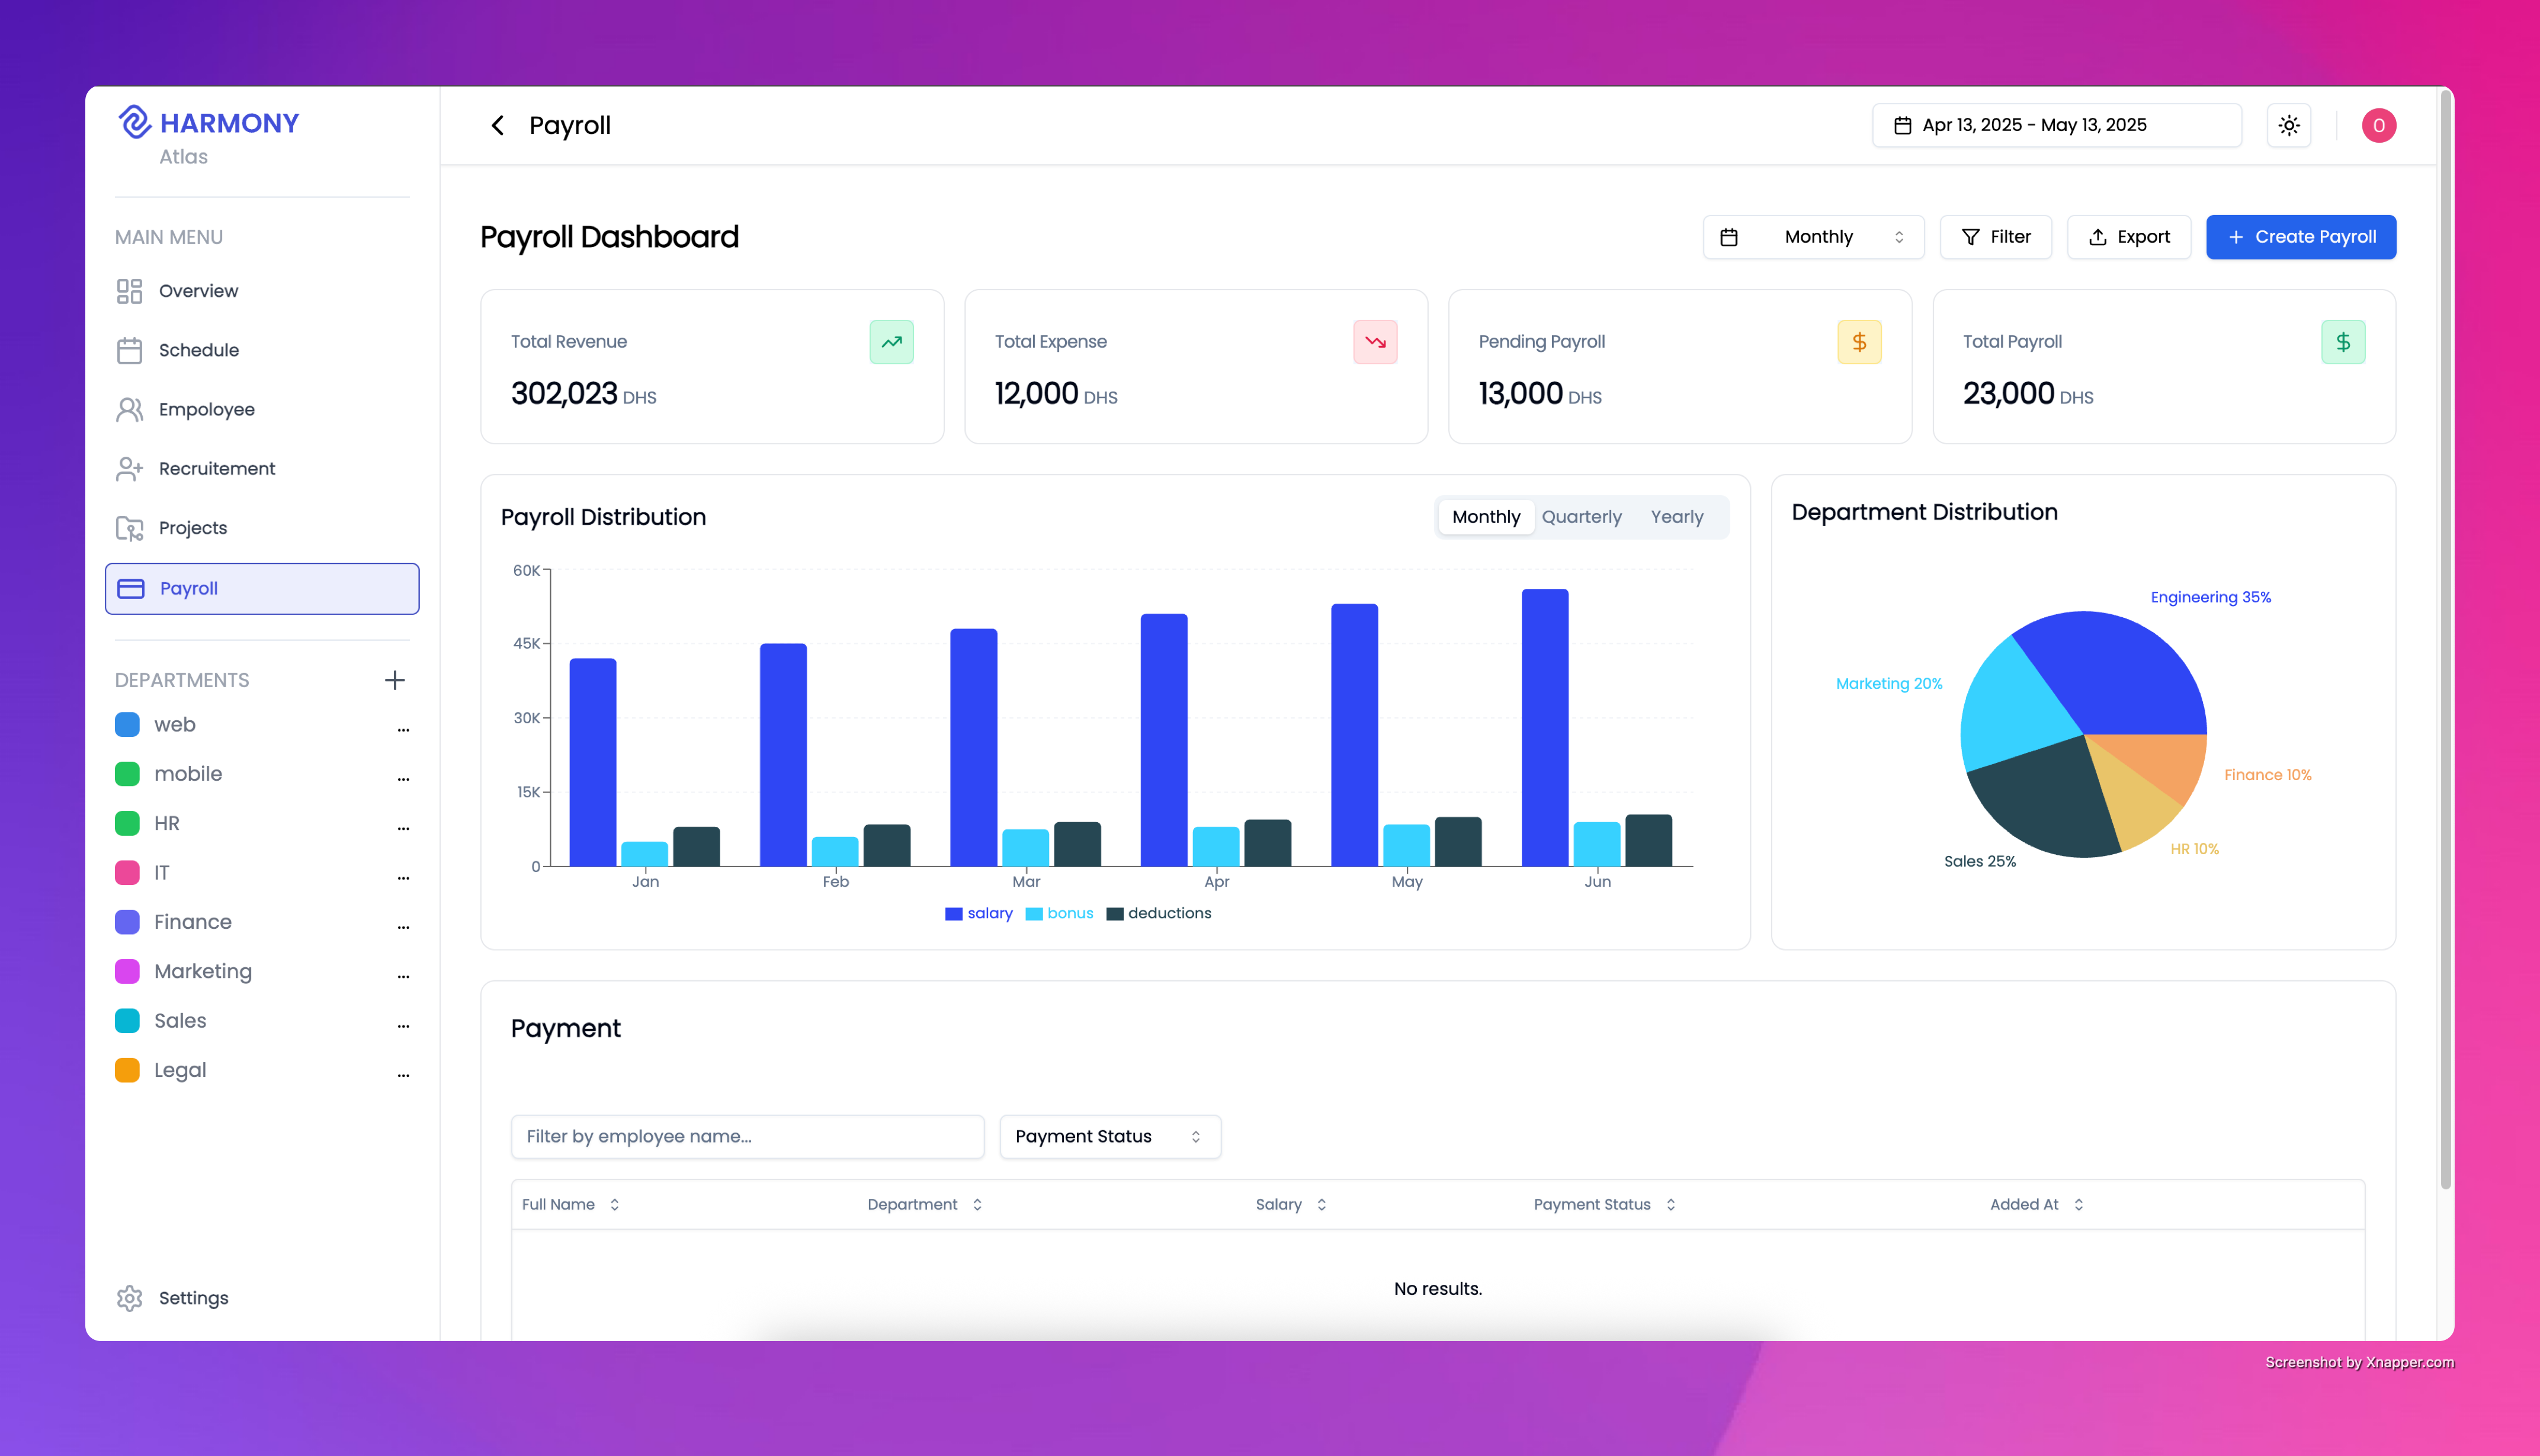 HARMONY
Atlas
MAIN MENU
Overview
Schedule
Empoloyee
Recruitement
Projects
Payroll
DEPARTMENTS
web ...
mobile ...
HR ...
IT ...
Finance ...
Marketing ...
Sales ...
Legal ...
Settings
Payroll
Apr 13, 2025 - May 13, 2025
O
Payroll Dashboard
Monthly
Filter
Export
+ Create Payroll
Total Revenue
302,023 DHS
Total Expense
12,000 DHS
Pending Payroll
$
13,000 DHS
Total Payroll
$
23,000 DHS
Payroll Distribution
Monthly Quarterly Yearly
60K
45K
30K
15K
0
Jan Feb Mar Apr May Jun
salary bonus deductions
Department Distribution
Engineering 35%
Marketing 20%
Finance 10%
HR 10%
Sales 25%
Payment
Filter by employee name...
Payment Status
Full Name Department Salary Payment Status Added At
No results.
Screenshot by Xnapper.com